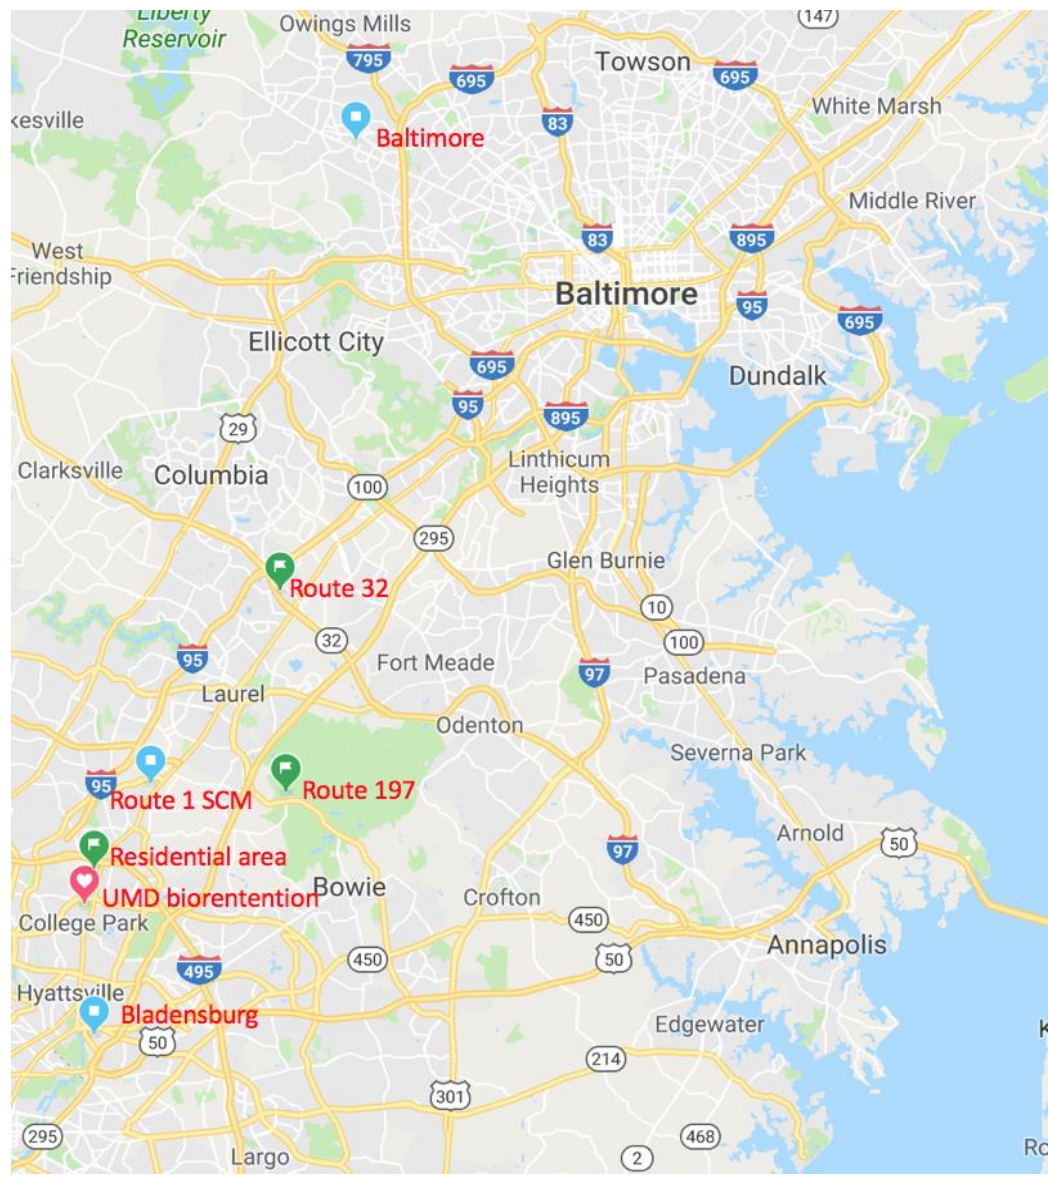 Liberty
Reservoir
Owings Mills
147
795
695
Towson
695
White Marsh
kesville
Baltimore
83
Middle River
West
Friendship
83
895
Baltimore
95
695
Ellicott City
695
Dundalk
95
895
29
Clarksville
Columbia
100
Linthicum
Heights
295
Glen Burnie
Route 32
10
32
100
95
Fort Meade
97
Pasadena
Laurel
Odenton
Severna Park
95
Route 1 SCM
Route 197
Arnold
50
97
Residential area
UMD biorentention
Bowie
Crofton
College Park
450
Annapolis
450
50
495
Hyattsville
Bladensburg
Edgewater
K
50
214
301
295
468
Largo
2
Ro